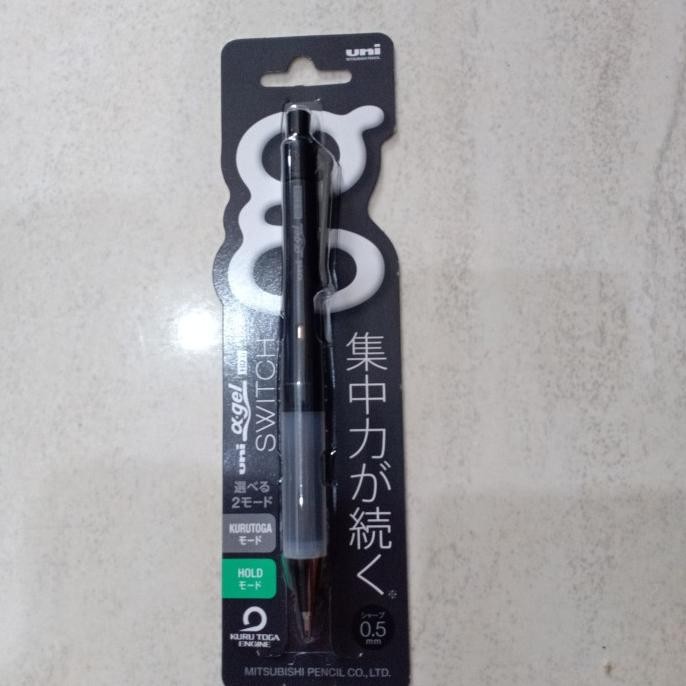 uni
MITSUBISHI PENCIL
g
uni α·gel
uni α·gel
SWITCH
集中力が続く※
選べる
2モード
KURUTOGA
モード
HOLD
モード
KURU TOGA
ENGINE
シャープ
0.5
mm
MITSUBISHI PENCIL CO., LTD.